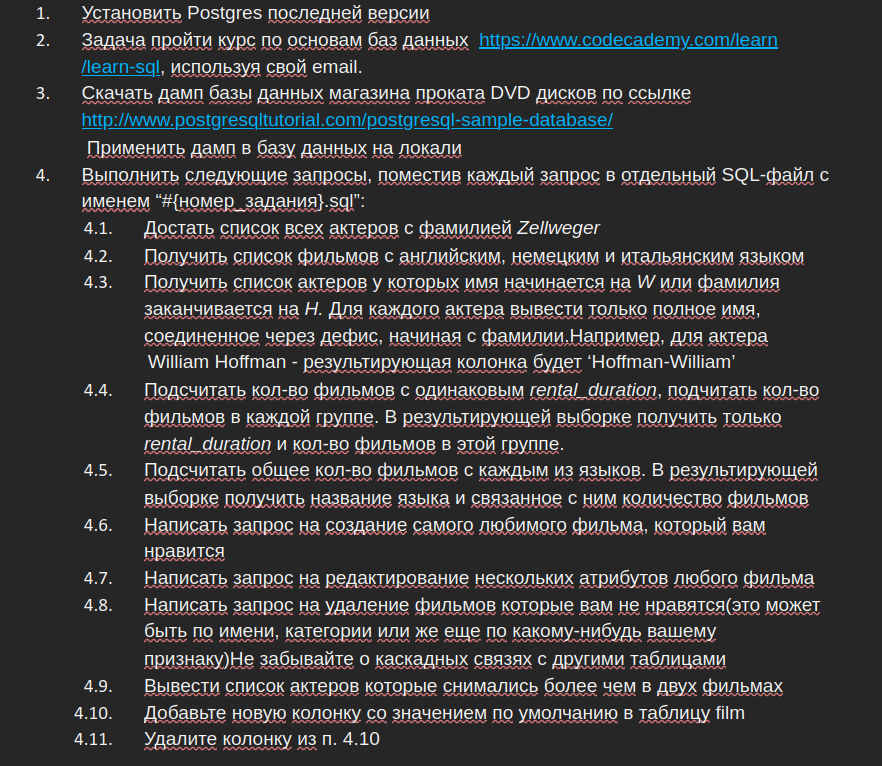 1. Установить Postgres последней версии
2. Задача пройти курс по основам баз данных https://www.codecademy.com/learn
/learn-sql, используя свой email.
3. Скачать дамп базы данных магазина проката DVD дисков по ссылке
http://www.postgresqltutorial.com/postgresql-sample-database/
Применить дамп в базу данных на локали
4. Выполнить следующие запросы, поместив каждый запрос в отдельный SQL-файл с
именем “#{номер_задания}.sql”:
4.1. Достать список всех актеров с фамилией Zellweger
4.2. Получить список фильмов с английским, немецким и итальянским языком
4.3. Получить список актеров у которых имя начинается на W или фамилия
заканчивается на H. Для каждого актера вывести только полное имя,
соединенное через дефис, начиная с фамилии.Например, для актера
William Hoffman - результирующая колонка будет ‘Hoffman-William’
4.4. Подсчитать кол-во фильмов с одинаковым rental_duration, подчитать кол-во
фильмов в каждой группе. В результирующей выборке получить только
rental_duration и кол-во фильмов в этой группе.
4.5. Подсчитать общее кол-во фильмов с каждым из языков. В результирующей
выборке получить название языка и связанное с ним количество фильмов
4.6. Написать запрос на создание самого любимого фильма, который вам
нравится
4.7. Написать запрос на редактирование нескольких атрибутов любого фильма
4.8. Написать запрос на удаление фильмов которые вам не нравятся(это может
быть по имени, категории или же еще по какому-нибудь вашему
признаку)Не забывайте о каскадных связях с другими таблицами
4.9. Вывести список актеров которые снимались более чем в двух фильмах
4.10. Добавьте новую колонку со значением по умолчанию в таблицу film
4.11. Удалите колонку из п. 4.10